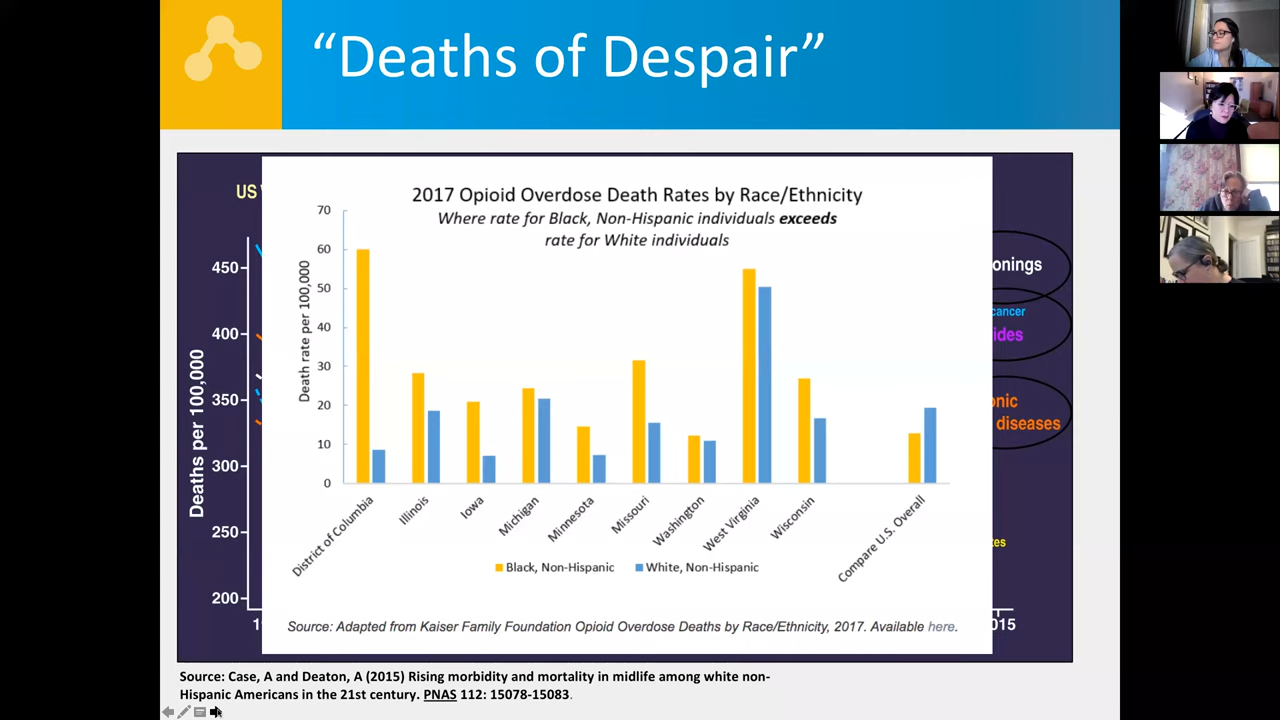 “Deaths of Despair”
US
2017 Opioid Overdose Death Rates by Race/Ethnicity
Where rate for Black, Non-Hispanic individuals exceeds
rate for White individuals
Death rate per 100,000
70
60
50
40
30
20
10
0
District of Columbia
Illinois
Iowa
Michigan
Minnesota
Missouri
Washington
West Virginia
Wisconsin
Compare U.S. Overall
Black, Non-Hispanic
White, Non-Hispanic
Source: Adapted from Kaiser Family Foundation Opioid Overdose Deaths by Race/Ethnicity, 2017. Available here.
Deaths per 100,000
450
400
350
300
250
200
onings
cancer
ides
onic
diseases
es
015
Source: Case, A and Deaton, A (2015) Rising morbidity and mortality in midlife among white non-
Hispanic Americans in the 21st century. PNAS 112: 15078-15083.